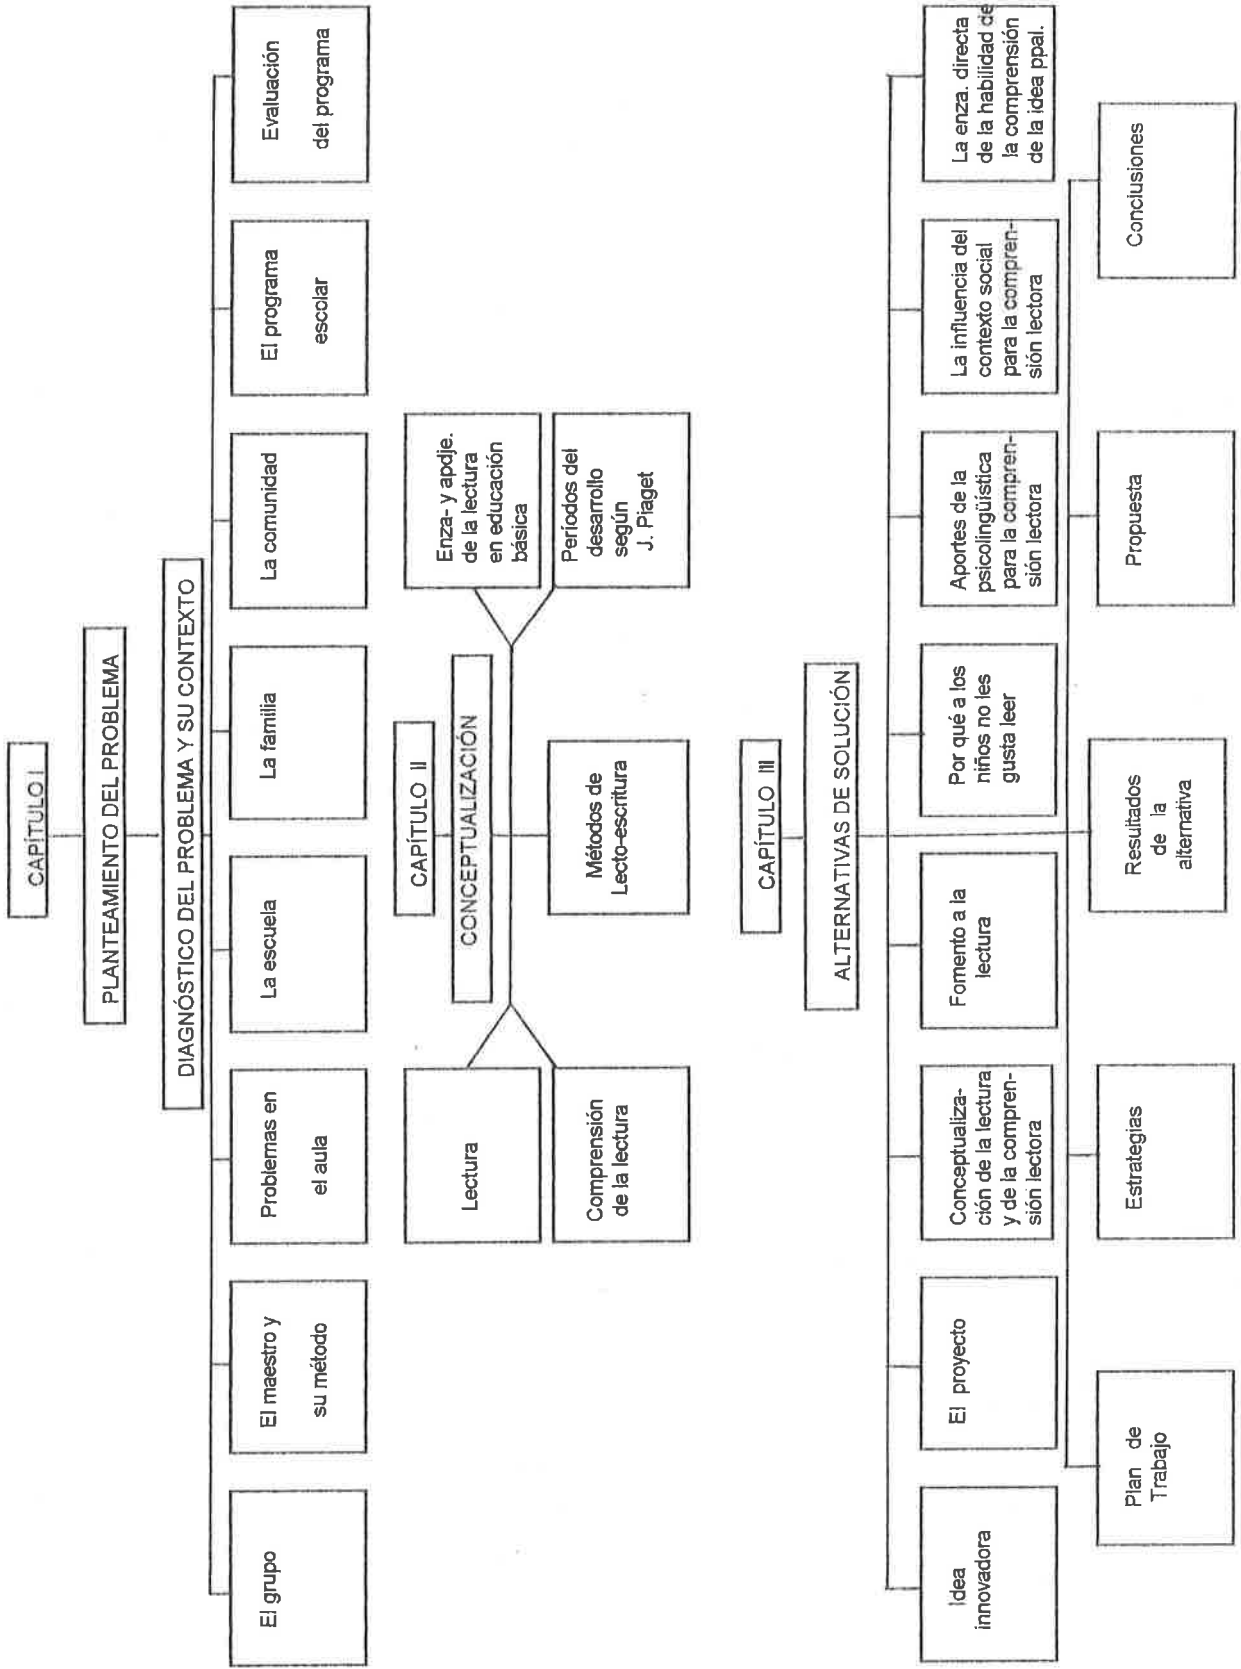 CAPÍTULO I
PLANTEAMIENTO DEL PROBLEMA
DIAGNÓSTICO DEL PROBLEMA Y SU CONTEXTO
El grupo
El maestro y
su método
Problemas en
el aula
La escuela
La familia
La comunidad
El programa
escolar
Evaluación
del programa
CAPÍTULO II
CONCEPTUALIZACIÓN
Lectura
Comprensión
de la lectura
Métodos de
Lecto-escritura
Enza- y apdje.
de la lectura
en educación
básica
Períodos del
desarrollo
según
J. Piaget
CAPÍTULO III
ALTERNATIVAS DE SOLUCIÓN
Idea
innovadora
El proyecto
Conceptualiza-
ción de la lectura
y de la compren-
sión lectora
Fomento a la
lectura
Por qué a los
niños no les
gusta leer
Aportes de la
psicolingüística
para la compren-
sión lectora
La influencia del
contexto social
para la compren-
sión lectora
La enza. directa
de la habilidad de
la comprensión
de la idea ppal.
Plan de
Trabajo
Estrategias
Resultados
de la
alternativa
Propuesta
Conclusiones